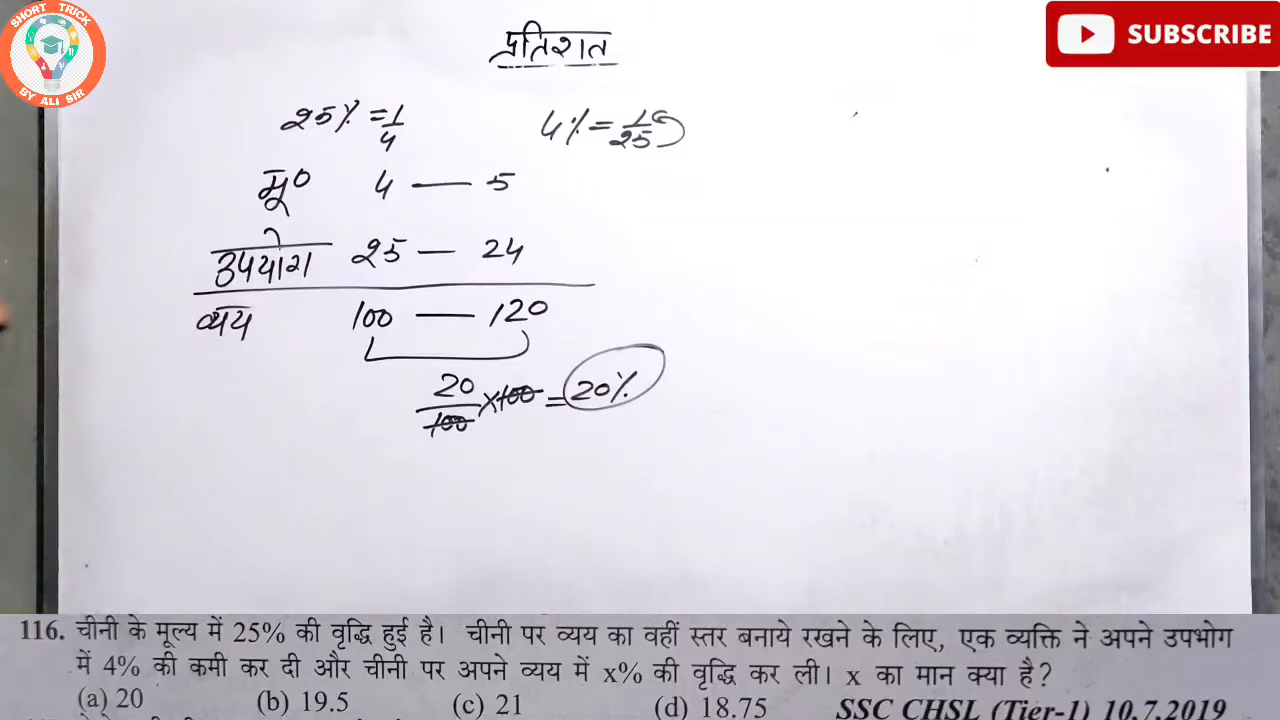 SHORT TRICK
BY ALI SIR
SUBSCRIBE
प्रतिशत
25% = 1/4
4% = 1/25
मू० 4 — 5
उपयोग 25 — 24
व्यय 100 — 120
20/100 × 100 = 20%
116. चीनी के मूल्य में 25% की वृद्धि हुई है। चीनी पर व्यय का वहीं स्तर बनाये रखने के लिए, एक व्यक्ति ने अपने उपभोग
में 4% की कमी कर दी और चीनी पर अपने व्यय में x% की वृद्धि कर ली। x का मान क्या है?
(a) 20 (b) 19.5 (c) 21 (d) 18.75 SSC CHSL (Tier-1) 10.7.2019